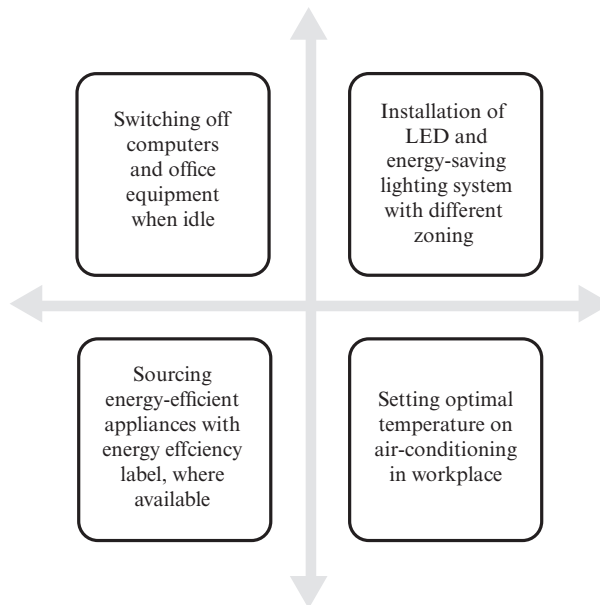 Switching off
computers
and office
equipment
when idle
Installation of
LED and
energy-saving
lighting system
with different
zoning
Sourcing
energy-efficient
appliances with
energy effciency
label, where
available
Setting optimal
temperature on
air-conditioning
in workplace